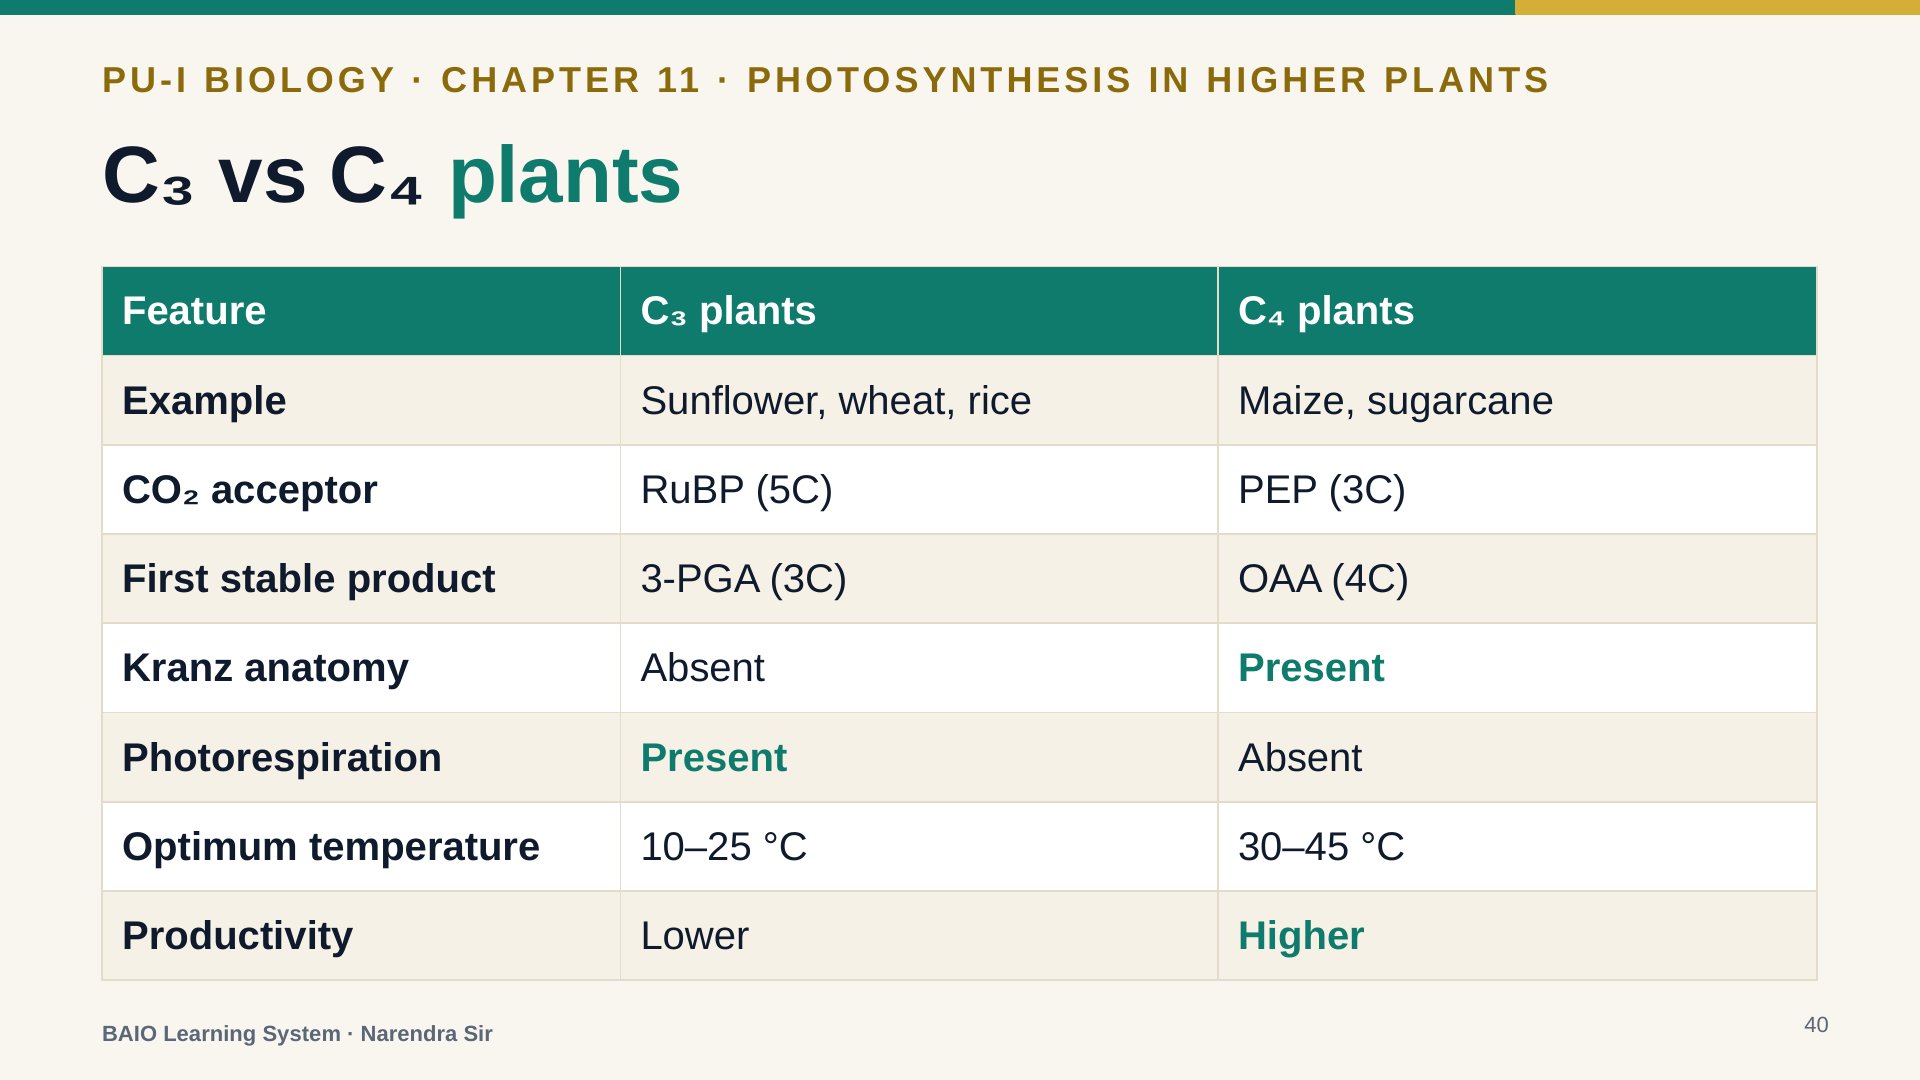 PU-I BIOLOGY · CHAPTER 11 · PHOTOSYNTHESIS IN HIGHER PLANTS
C₃ vs C₄ plants
Feature C₃ plants C₄ plants
Example Sunflower, wheat, rice Maize, sugarcane
CO₂ acceptor RuBP (5C) PEP (3C)
First stable product 3-PGA (3C) OAA (4C)
Kranz anatomy Absent Present
Photorespiration Present Absent
Optimum temperature 10–25 °C 30–45 °C
Productivity Lower Higher
BAIO Learning System · Narendra Sir
40